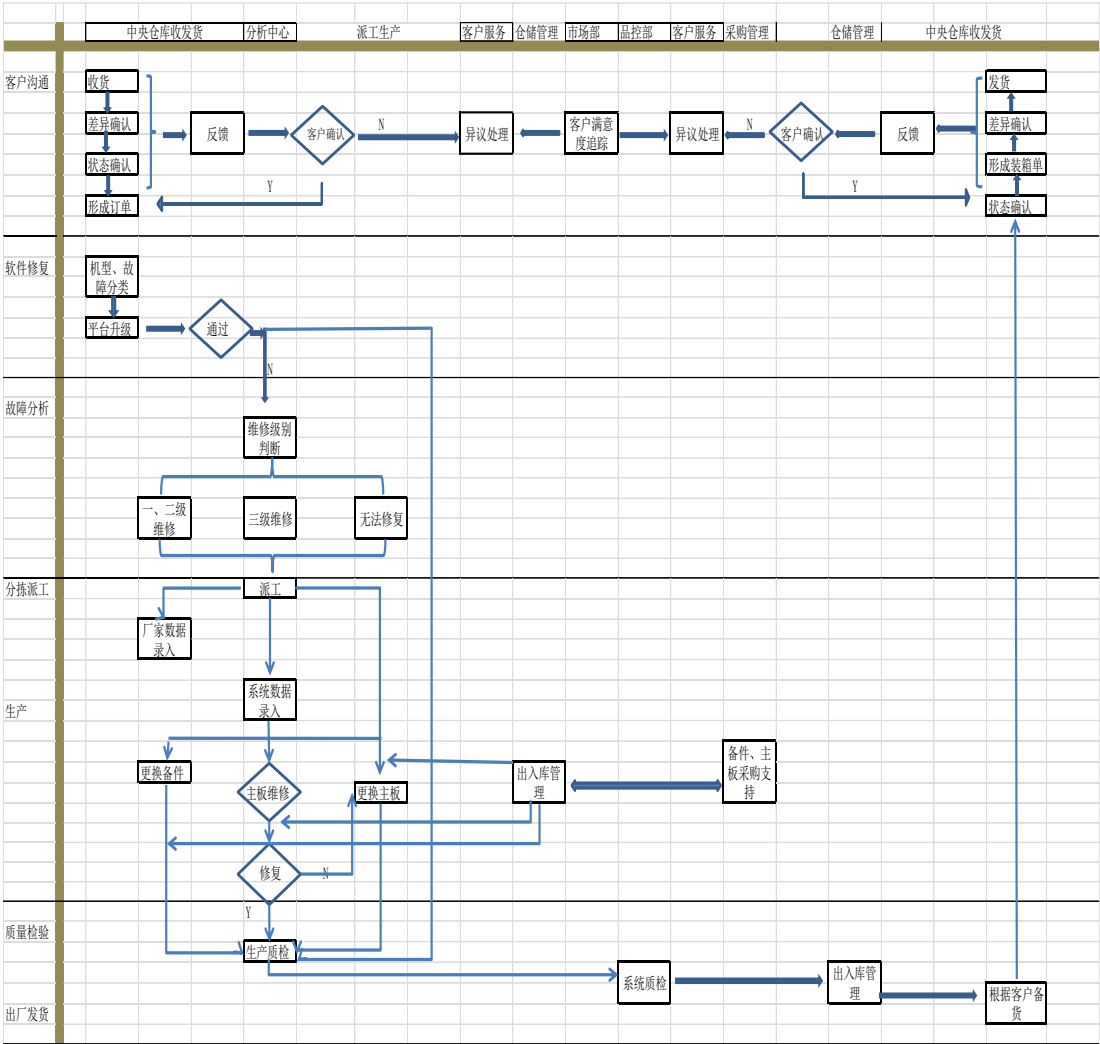 中央仓库收发货 分析中心 派工生产 客户服务 仓储管理 市场部 品控部 客户服务 采购管理 仓储管理 中央仓库收发货
客户沟通
收货
差异确认
状态确认
形成订单
反馈
客户确认
N
Y
异议处理
客户满意
度追踪
异议处理
N
客户确认
Y
反馈
发货
差异确认
形成装箱单
状态确认
软件修复
机型、故
障分类
平台升级
通过
N
故障分析
维修级别
判断
一、二级
维修
三级维修
无法修复
分拣派工
派工
厂家数据
录入
系统数据
录入
生产
更换备件
主板维修
更换主板
出入库管
理
备件、主
板采购支
持
修复
N
Y
质量检验
生产质检
系统质检
出入库管
理
根据客户备
货
出厂发货